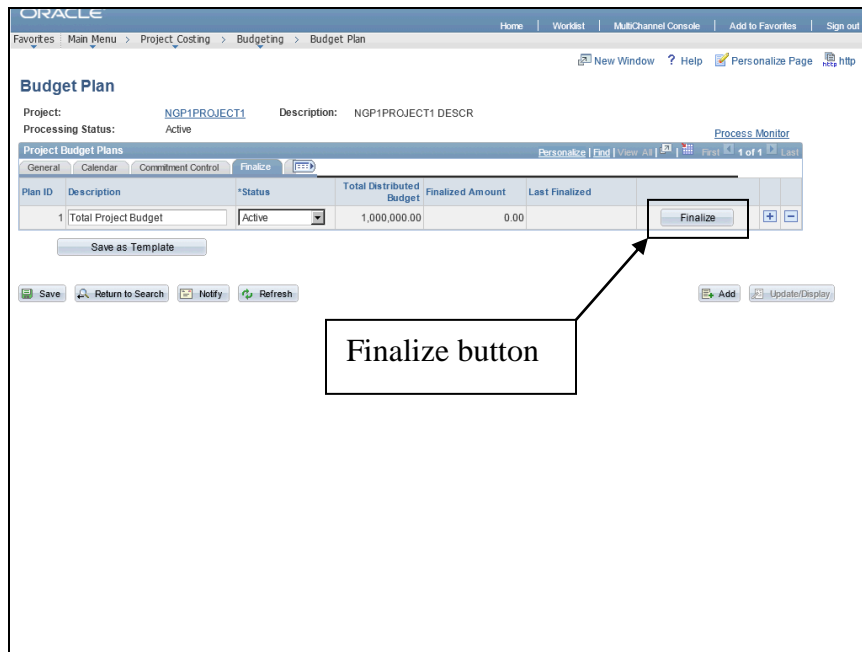 ORACLE
Home | Worklist | MultiChannel Console | Add to Favorites | Sign out
Favorites Main Menu > Project Costing > Budgeting > Budget Plan
New Window ? Help Personalize Page http
Budget Plan
Project: NGP1PROJECT1 Description: NGP1PROJECT1 DESCR
Processing Status: Active
Process Monitor
Project Budget Plans Personalize | Find | View All | First 1 of 1 Last
General Calendar Commitment Control Finalize
Plan ID Description *Status Total Distributed Budget Finalized Amount Last Finalized
1 Total Project Budget Active 1,000,000.00 0.00 Finalize + -
Save as Template
Save Return to Search Notify Refresh Add Update/Display
Finalize button